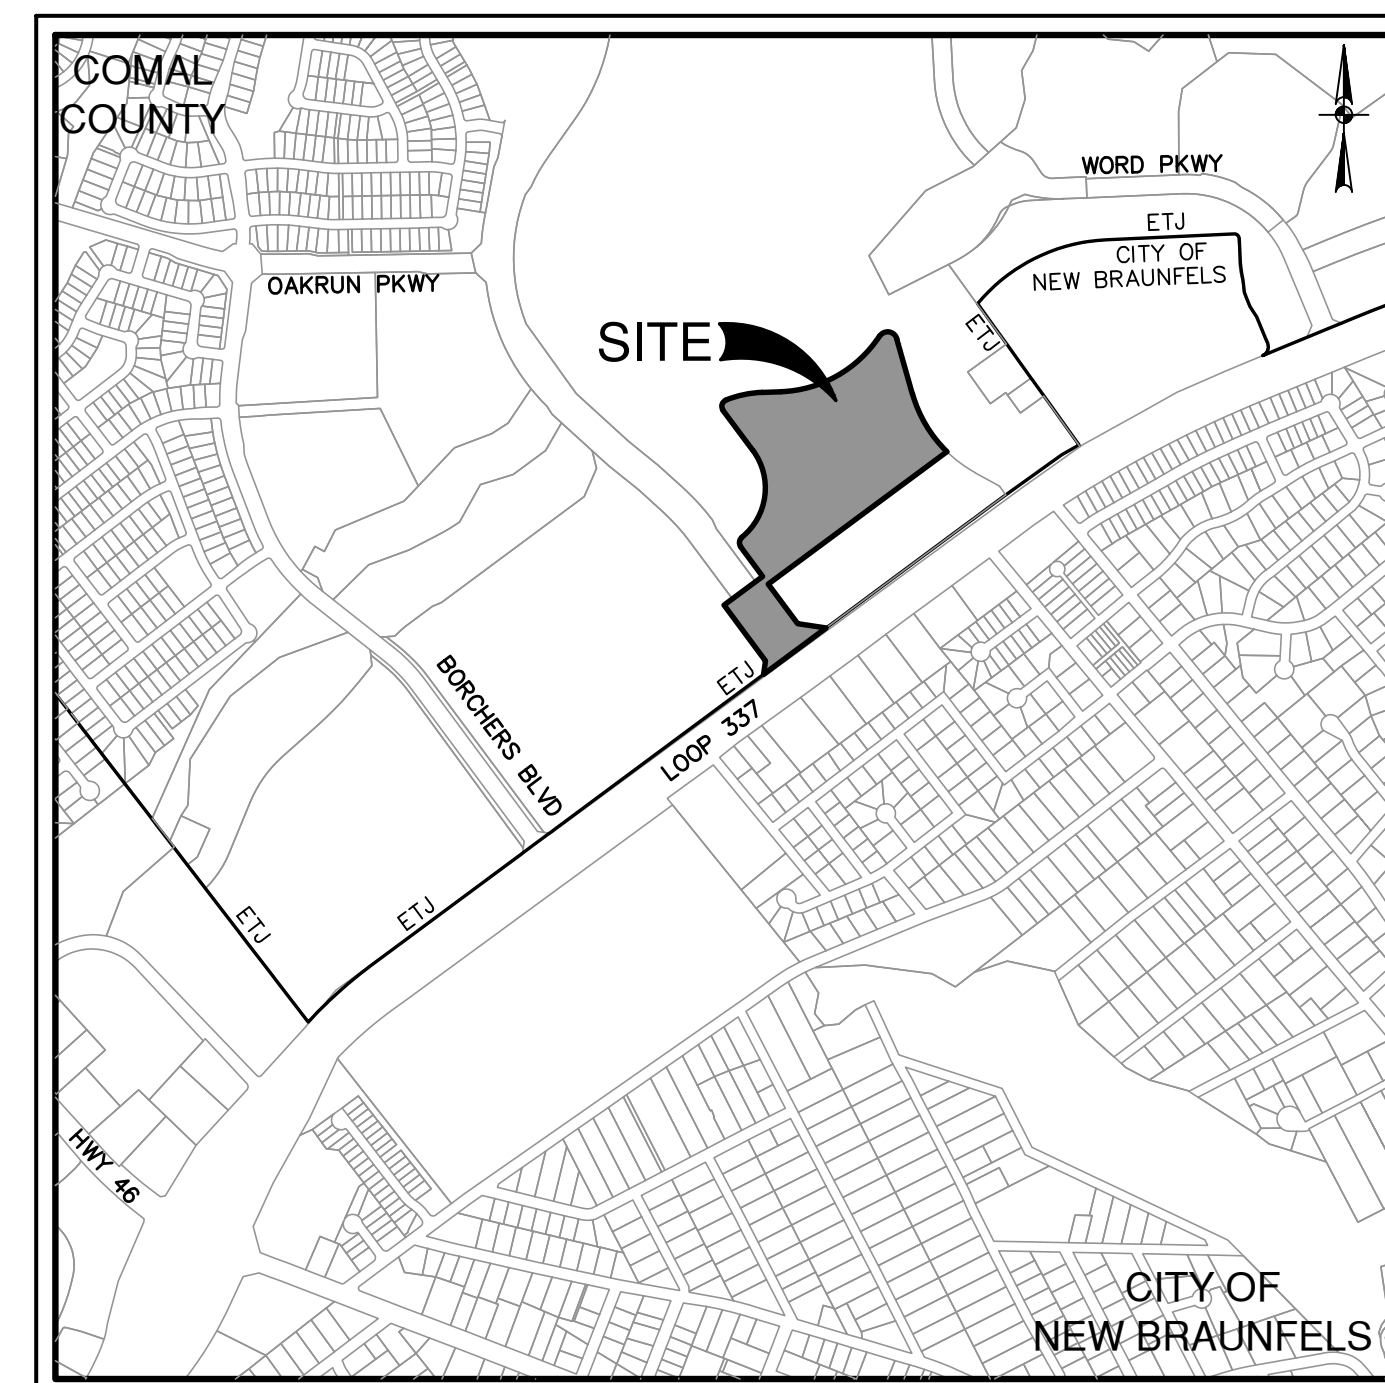 COMAL
COUNTY
WORD PKWY
ETJ
CITY OF
NEW BRAUNFELS
OAKRUN PKWY
SITE
ETJ
ETJ
BORCHERS BLVD
LOOP 337
ETJ
ETJ
HWY 46
CITY OF
NEW BRAUNFELS